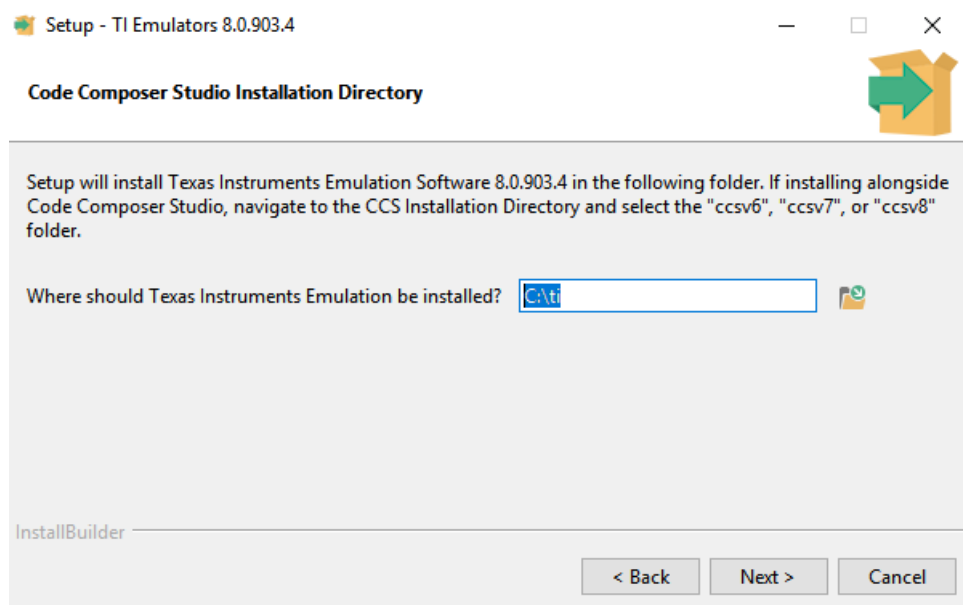 Setup - TI Emulators 8.0.903.4
Code Composer Studio Installation Directory
Setup will install Texas Instruments Emulation Software 8.0.903.4 in the following folder. If installing alongside
Code Composer Studio, navigate to the CCS Installation Directory and select the "ccsv6", "ccsv7", or "ccsv8"
folder.
Where should Texas Instruments Emulation be installed? C:\ti
InstallBuilder
< Back Next > Cancel